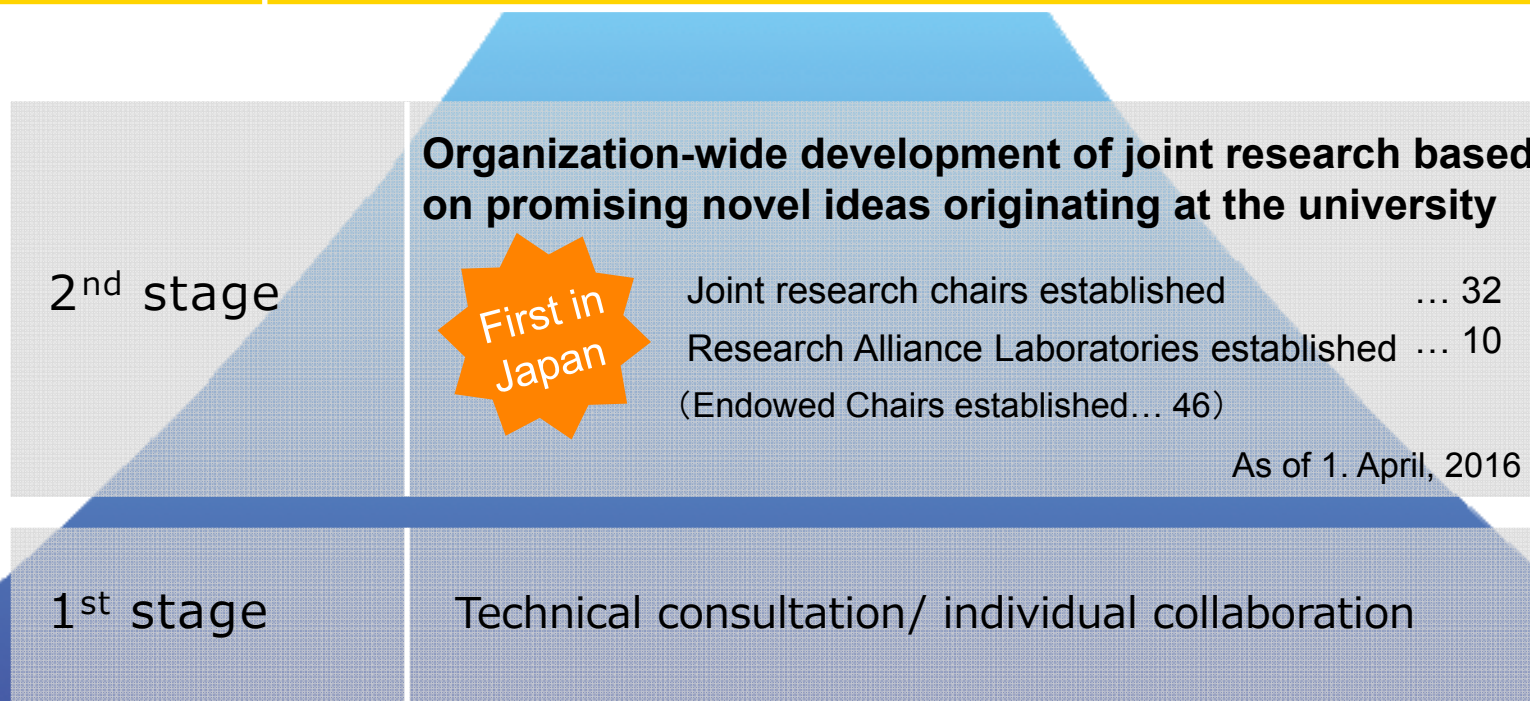 Organization-wide development of joint research based
on promising novel ideas originating at the university
2nd stage
First in
Japan
Joint research chairs established … 32
Research Alliance Laboratories established … 10
（Endowed Chairs established… 46）
As of 1. April, 2016
1st stage
Technical consultation/ individual collaboration